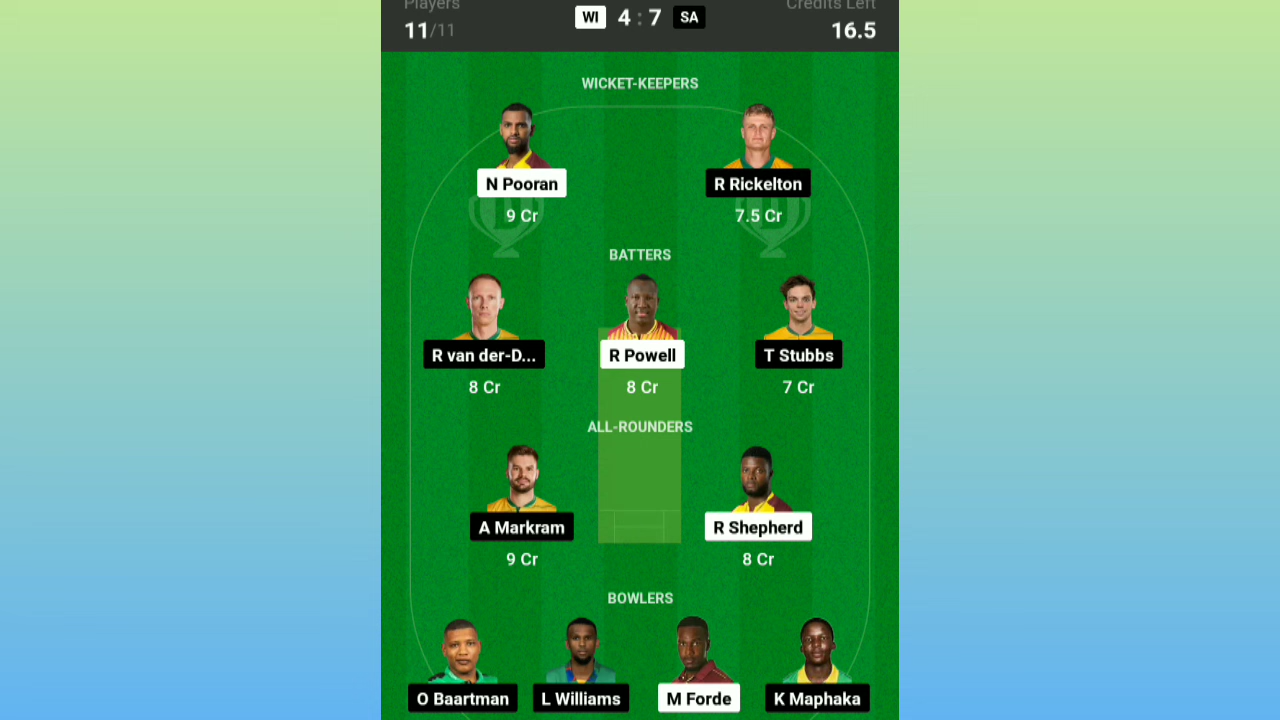 Players
Credits Left
11/11
WI 4 : 7 SA
16.5
WICKET-KEEPERS
N Pooran
R Rickelton
9 Cr
7.5 Cr
BATTERS
R van der-D...
R Powell
T Stubbs
8 Cr
8 Cr
7 Cr
ALL-ROUNDERS
A Markram
R Shepherd
9 Cr
8 Cr
BOWLERS
O Baartman
L Williams
M Forde
K Maphaka